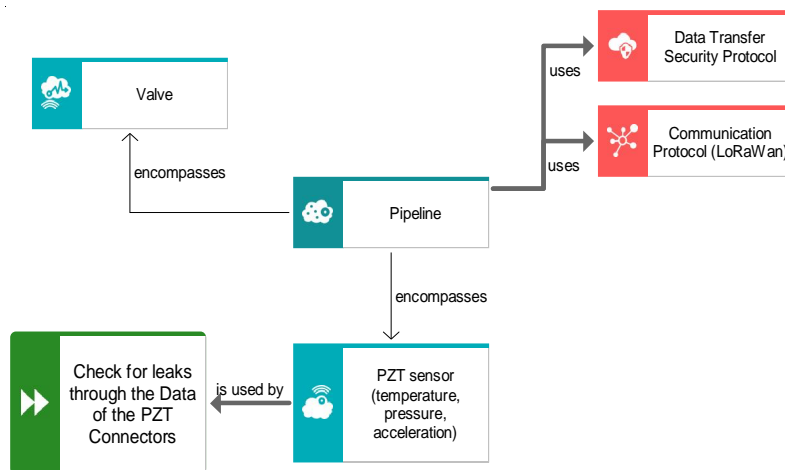 Data Transfer
Security Protocol
uses
Valve
Communication
Protocol (LoRaWan)
uses
encompasses
Pipeline
encompasses
Check for leaks
through the Data
of the PZT
Connectors
is used by
PZT sensor
(temperature,
pressure,
acceleration)